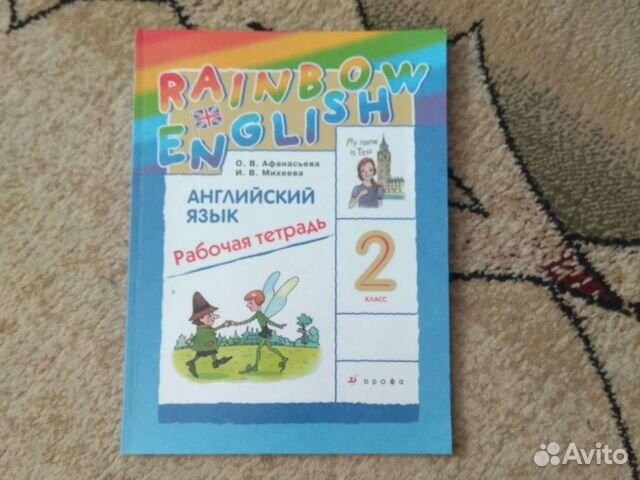 RAINBOW
ENGLISH
О. В. Афанасьева
И. В. Михеева
My name
is Tess
АНГЛИЙСКИЙ
ЯЗЫК
Рабочая тетрадь
2
КЛАСС
дрофа
Avito